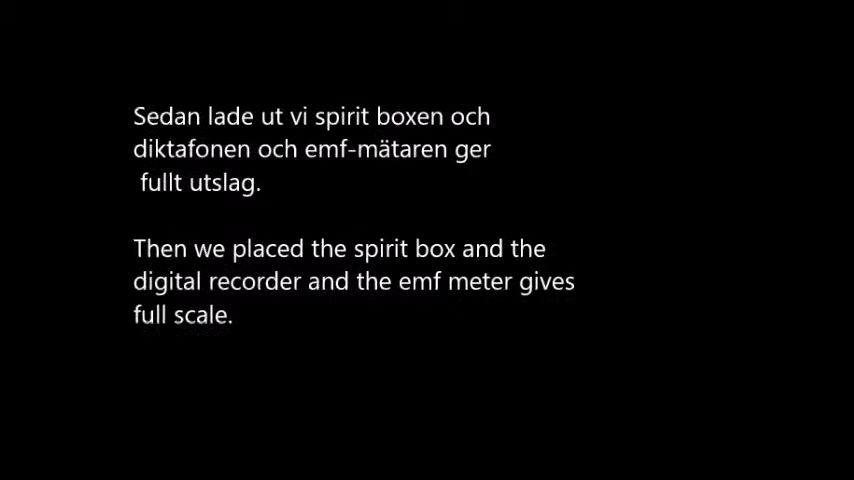 Sedan lade ut vi spirit boxen och
diktafonen och emf-mätaren ger
fullt utslag.
Then we placed the spirit box and the
digital recorder and the emf meter gives
full scale.